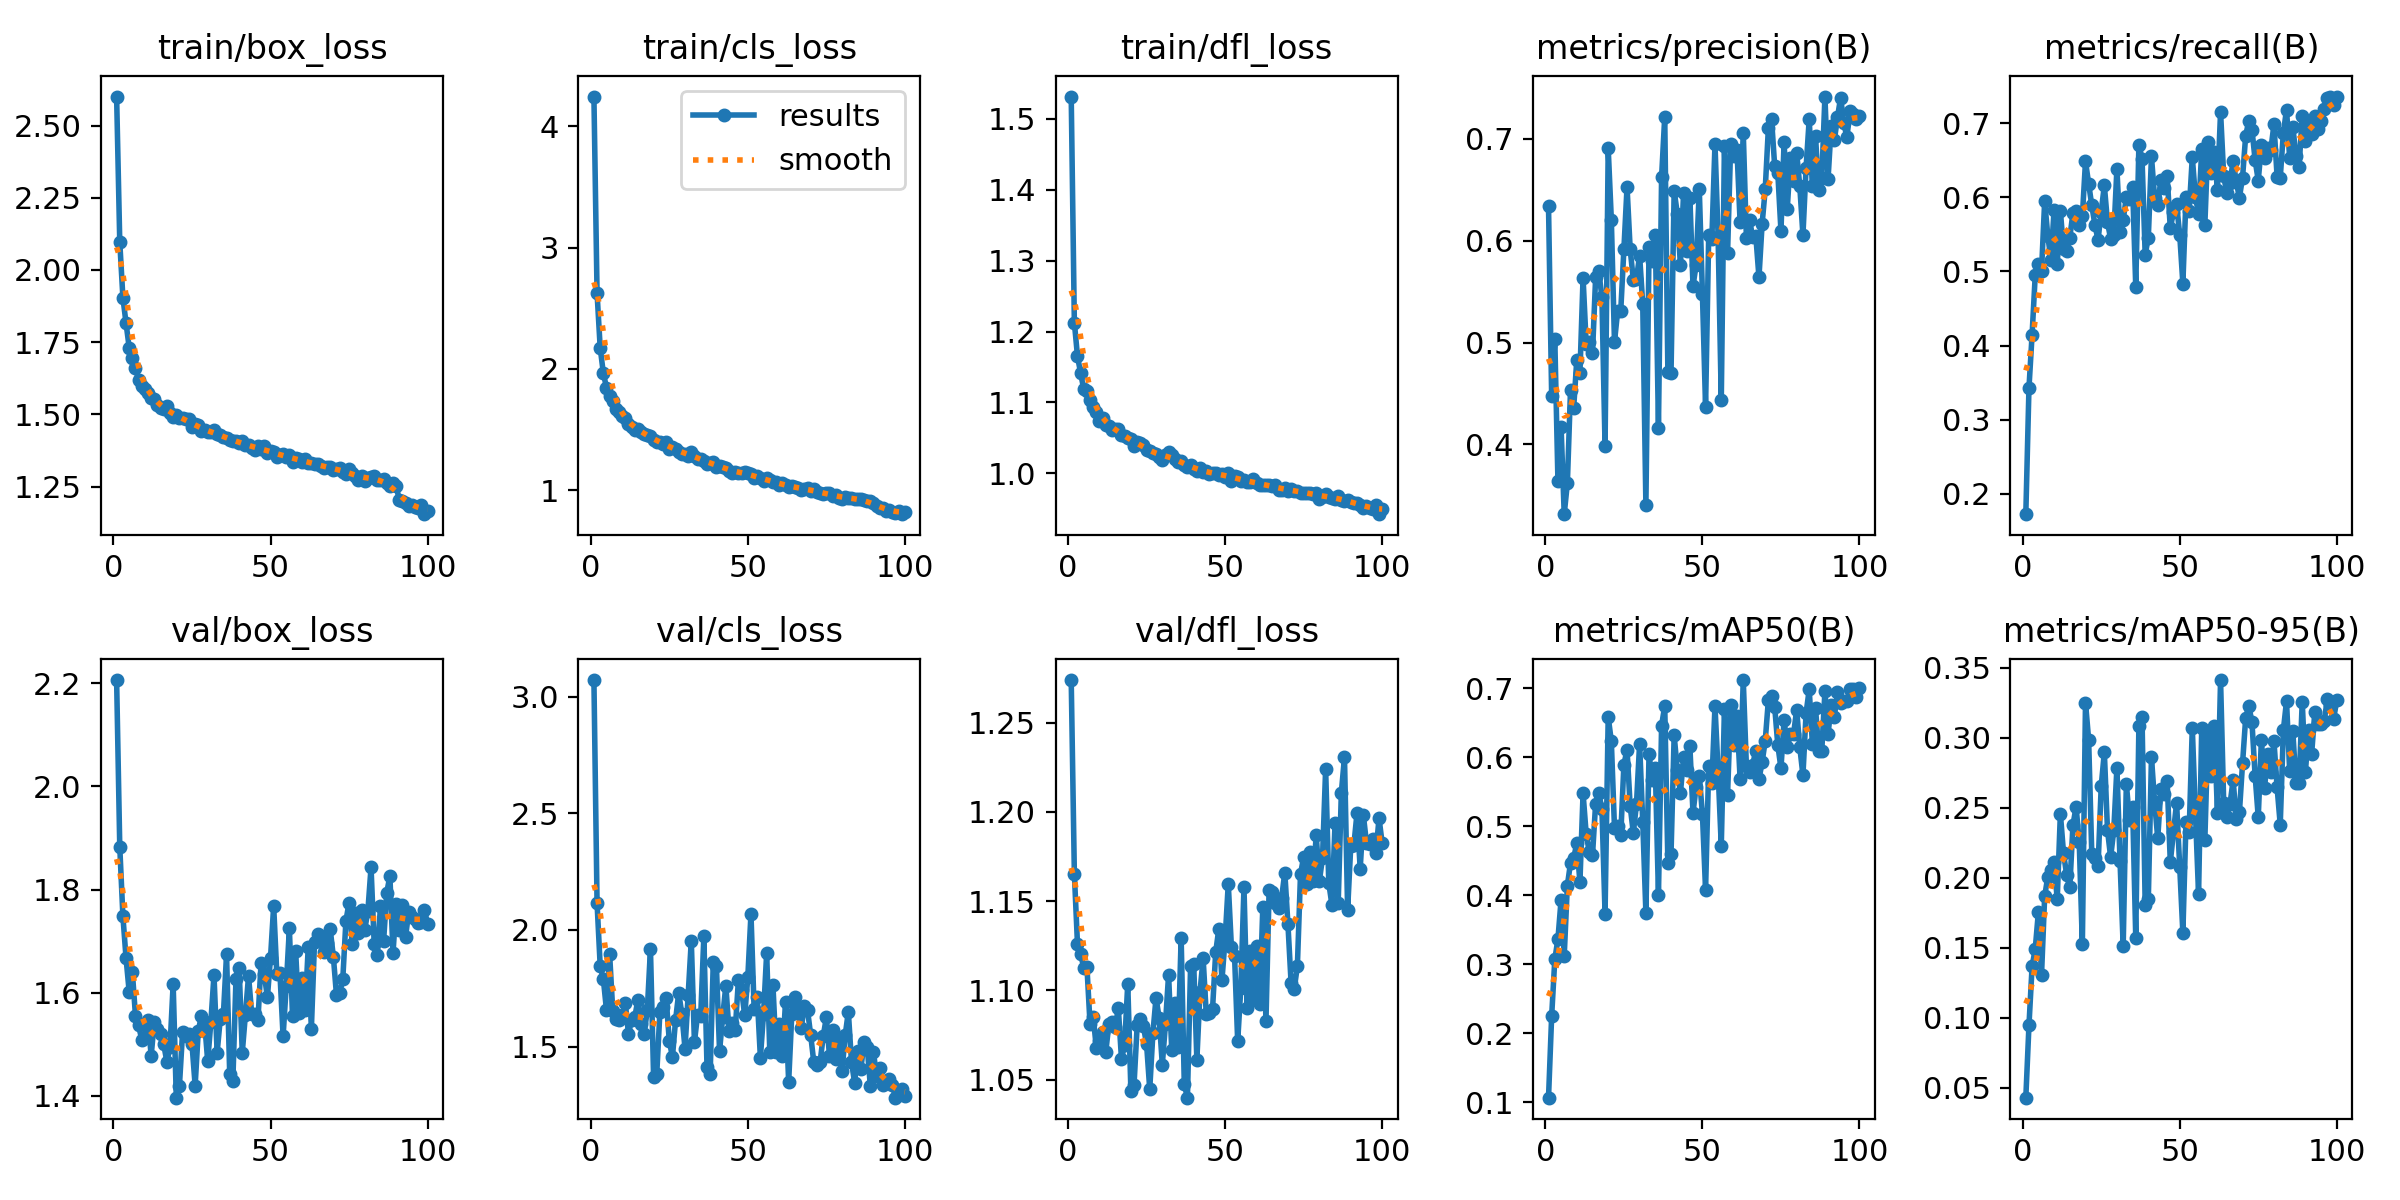 train/box_loss
2.50
2.25
2.00
1.75
1.50
1.25
0 50 100
train/cls_loss
results
smooth
4
3
2
1
0 50 100
train/dfl_loss
1.5
1.4
1.3
1.2
1.1
1.0
0 50 100
metrics/precision(B)
0.7
0.6
0.5
0.4
0 50 100
metrics/recall(B)
0.7
0.6
0.5
0.4
0.3
0.2
0 50 100
val/box_loss
2.2
2.0
1.8
1.6
1.4
0 50 100
val/cls_loss
3.0
2.5
2.0
1.5
0 50 100
val/dfl_loss
1.25
1.20
1.15
1.10
1.05
0 50 100
metrics/mAP50(B)
0.7
0.6
0.5
0.4
0.3
0.2
0.1
0 50 100
metrics/mAP50-95(B)
0.35
0.30
0.25
0.20
0.15
0.10
0.05
0 50 100